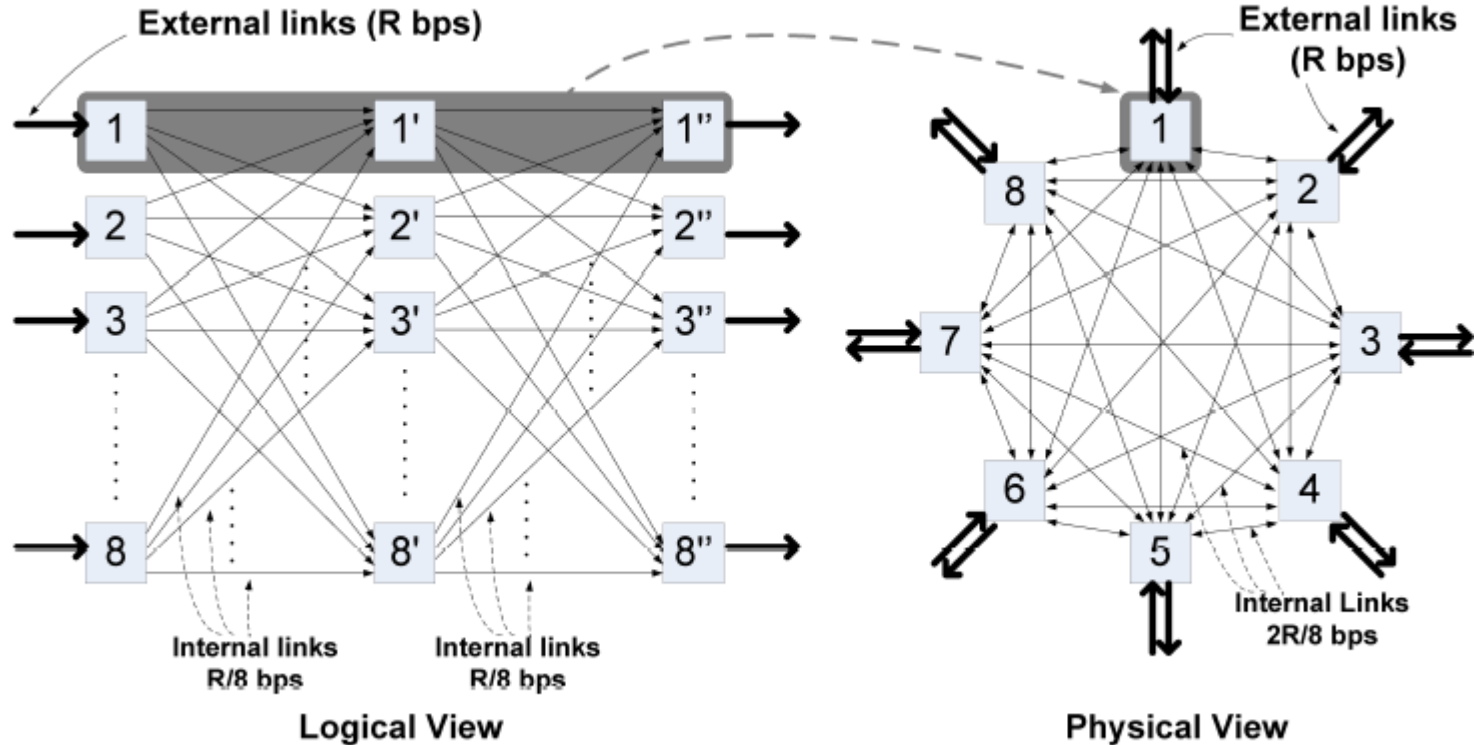 External links (R bps)
1
1'
1"
2
2'
2"
3
3'
3"
8
8'
8"
Internal links
R/8 bps
Internal links
R/8 bps
Logical View
External links
(R bps)
1
8
2
7
3
6
4
5
Internal Links
2R/8 bps
Physical View